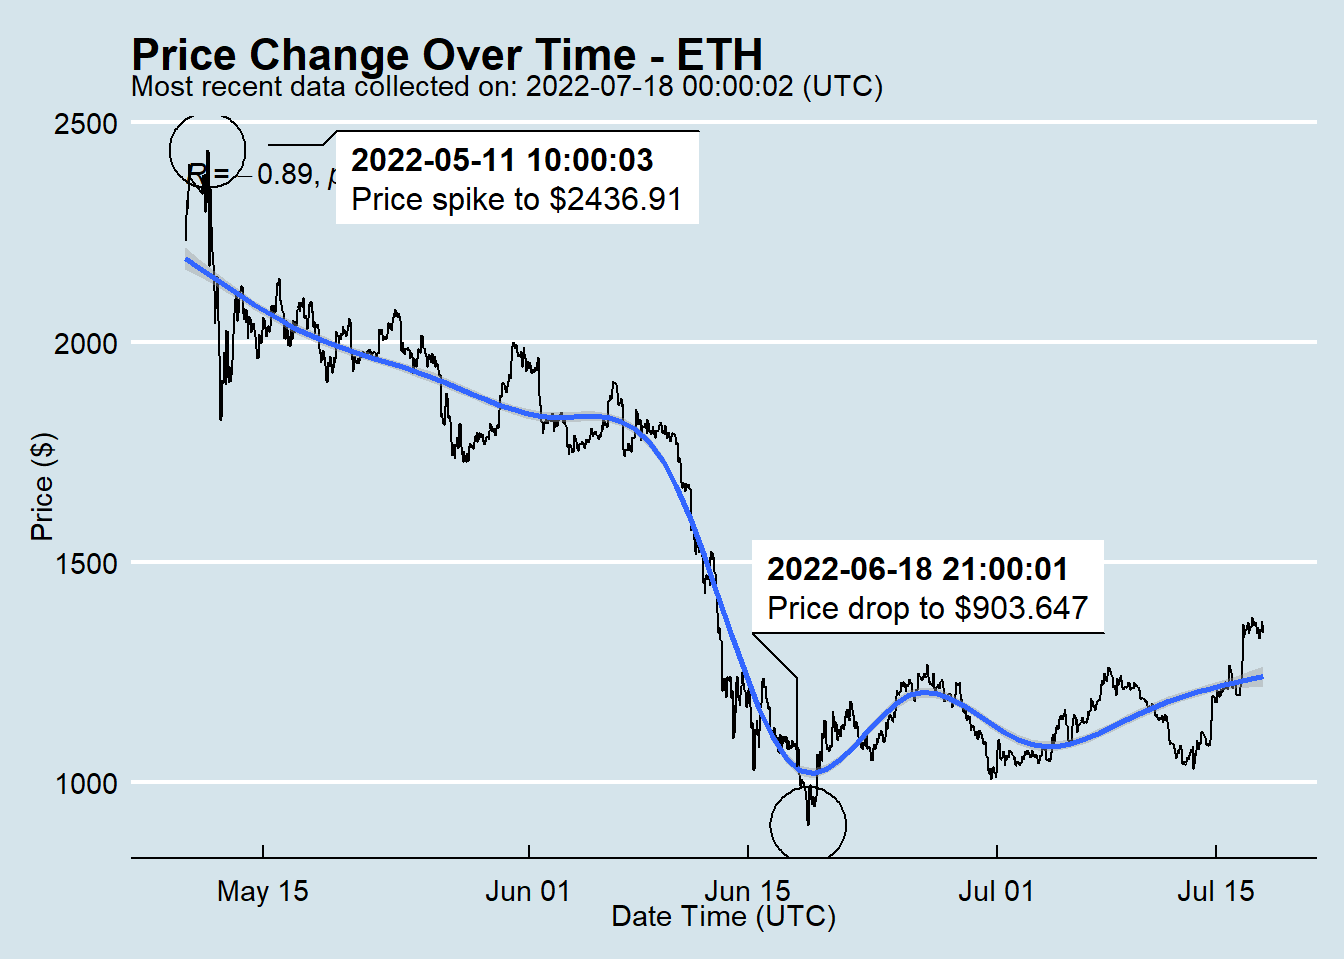 Price Change Over Time - ETH
Most recent data collected on: 2022-07-18 00:00:02 (UTC)
2500
2022-05-11 10:00:03
Price spike to $2436.91
R = − 0.89, p
2000
Price ($)
1500
2022-06-18 21:00:01
Price drop to $903.647
1000
May 15 Jun 01 Jun 15 Jul 01 Jul 15
Date Time (UTC)